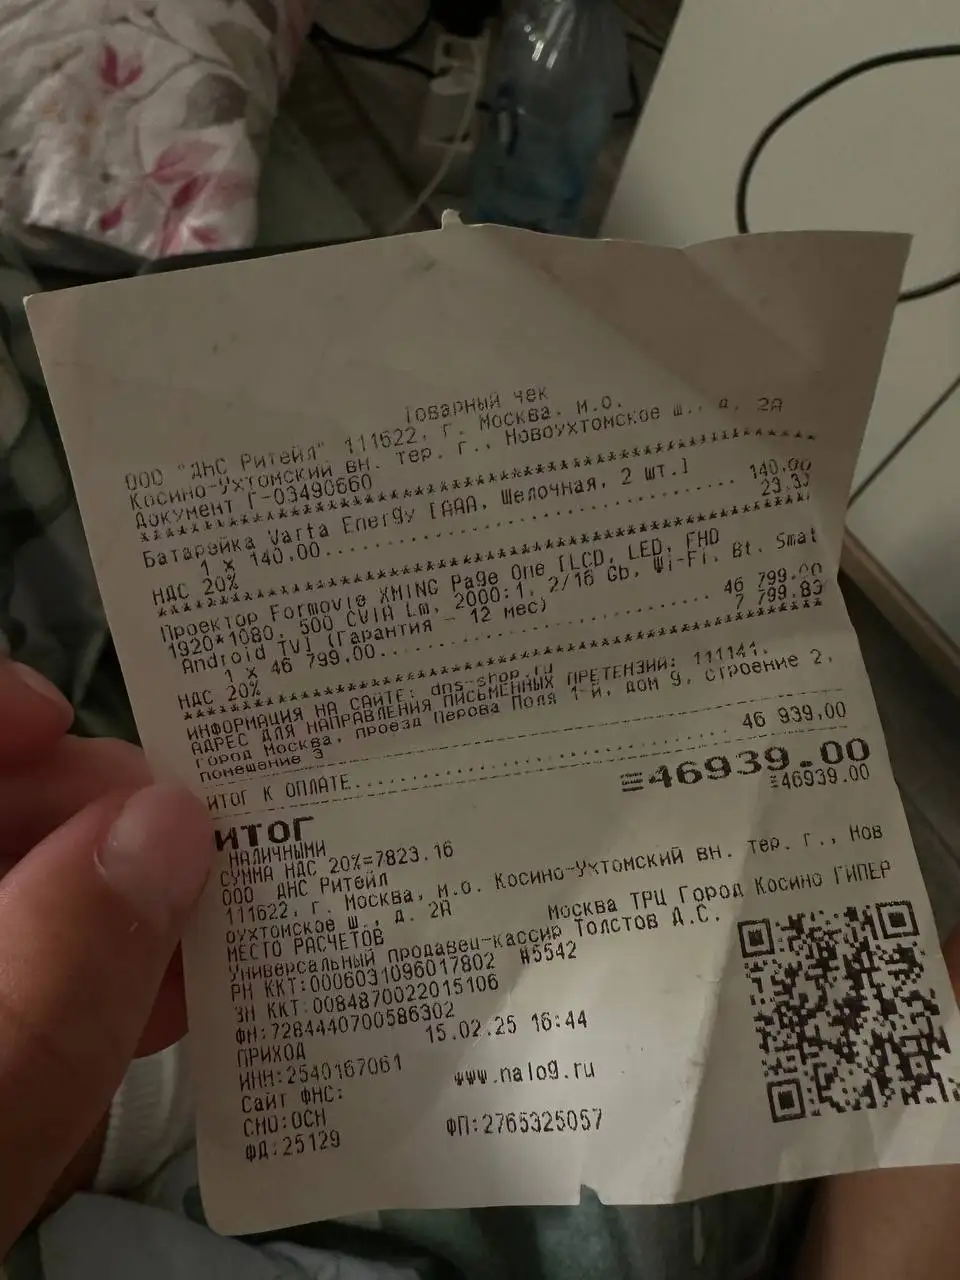 Товарный чек
ООО "ДНС Ритейл" 111622, г. Москва, м.о.
Косино-Ухтомский вн. тер. г., Новоухтомское ш., д. 2А
Документ Г-03490660
Батарейка Varta Energy [AAA, Щелочная, 2 шт.]
1 X 140.00 140.00
НДС 20% 23.33
Проектор Formovie XMING Page One [LCD, LED, FHD
1920*1080, 500 CVIA Lm, 2000:1, 2/16 Gb, Wi-Fi, Bt, Smat
Android TV] (Гарантия - 12 мес)
1 X 46 799.00 46 799.00
НДС 20% 7 799.83
ИНФОРМАЦИЯ НА САЙТЕ: dns-shop.ru
АДРЕС ДЛЯ НАПРАВЛЕНИЯ ПИСЬМЕННЫХ ПРЕТЕНЗИЙ: 111141,
город Москва, проезд Перова Поля 1-й, дом 9, строение 2,
помещение 3
ИТОГ К ОПЛАТЕ 46 939,00
ИТОГ ≡46939.00
НАЛИЧНЫМИ ≡46939.00
СУММА НДС 20%=7823.16
ООО ДНС Ритейл
111622, г. Москва, м.о. Косино-Ухтомский вн. тер. г., Нов
оухтомское ш., д. 2А
МЕСТО РАСЧЕТОВ Москва ТРЦ Город Косино ГИПЕР
Универсальный продавец-кассир Толстов А.С.
РН ККТ:0006031096017802 #5542
ЗН ККТ:0084870022015106
ФН:7284440700586302
ПРИХОД 15.02.25 16:44
ИНН:2540167061
Сайт ФНС: www.nalog.ru
СНО:ОСН
ФД:25129 ФП:2765325057